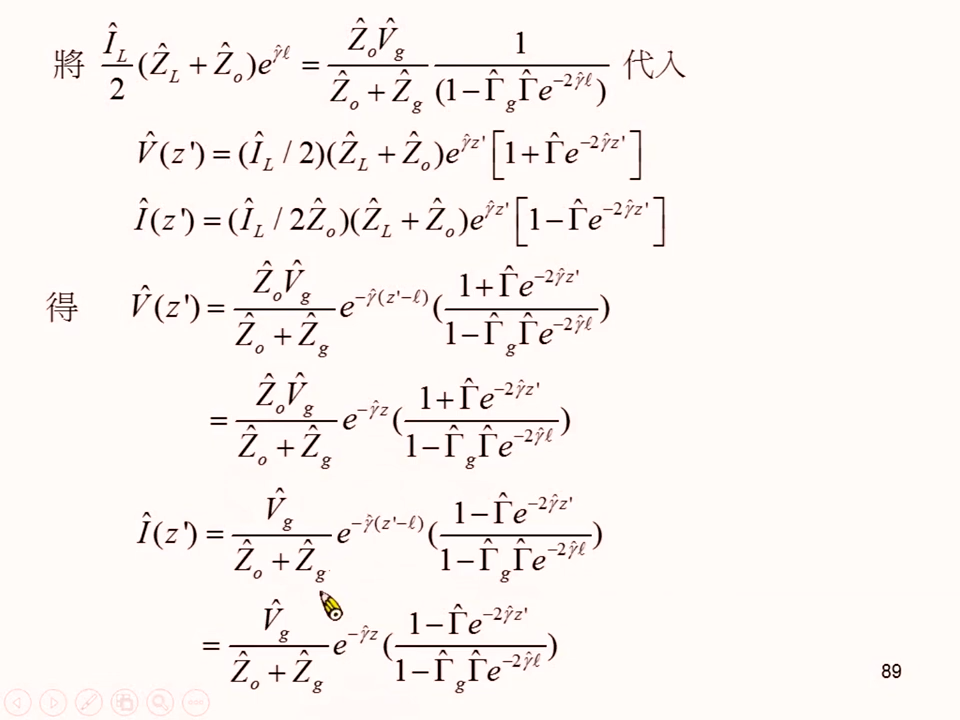 將 $\frac{\hat{I}_L}{2}(\hat{Z}_L + \hat{Z}_o)e^{\hat{\gamma}\ell} = \frac{\hat{Z}_o\hat{V}_g}{\hat{Z}_o + \hat{Z}_g}\frac{1}{(1 - \hat{\Gamma}_g\hat{\Gamma}e^{-2\hat{\gamma}\ell})}$ 代入
$\hat{V}(z') = (\hat{I}_L / 2)(\hat{Z}_L + \hat{Z}_o)e^{\hat{\gamma}z'}\left[1 + \hat{\Gamma}e^{-2\hat{\gamma}z'}\right]$
$\hat{I}(z') = (\hat{I}_L / 2\hat{Z}_o)(\hat{Z}_L + \hat{Z}_o)e^{\hat{\gamma}z'}\left[1 - \hat{\Gamma}e^{-2\hat{\gamma}z'}\right]$
得 $\hat{V}(z') = \frac{\hat{Z}_o\hat{V}_g}{\hat{Z}_o + \hat{Z}_g}e^{-\hat{\gamma}(z'-\ell)}(\frac{1 + \hat{\Gamma}e^{-2\hat{\gamma}z'}}{1 - \hat{\Gamma}_g\hat{\Gamma}e^{-2\hat{\gamma}\ell}})$
$= \frac{\hat{Z}_o\hat{V}_g}{\hat{Z}_o + \hat{Z}_g}e^{-\hat{\gamma}z}(\frac{1 + \hat{\Gamma}e^{-2\hat{\gamma}z'}}{1 - \hat{\Gamma}_g\hat{\Gamma}e^{-2\hat{\gamma}\ell}})$
$\hat{I}(z') = \frac{\hat{V}_g}{\hat{Z}_o + \hat{Z}_g}e^{-\hat{\gamma}(z'-\ell)}(\frac{1 - \hat{\Gamma}e^{-2\hat{\gamma}z'}}{1 - \hat{\Gamma}_g\hat{\Gamma}e^{-2\hat{\gamma}\ell}})$
$= \frac{\hat{V}_g}{\hat{Z}_o + \hat{Z}_g}e^{-\hat{\gamma}z}(\frac{1 - \hat{\Gamma}e^{-2\hat{\gamma}z'}}{1 - \hat{\Gamma}_g\hat{\Gamma}e^{-2\hat{\gamma}\ell}})$
89